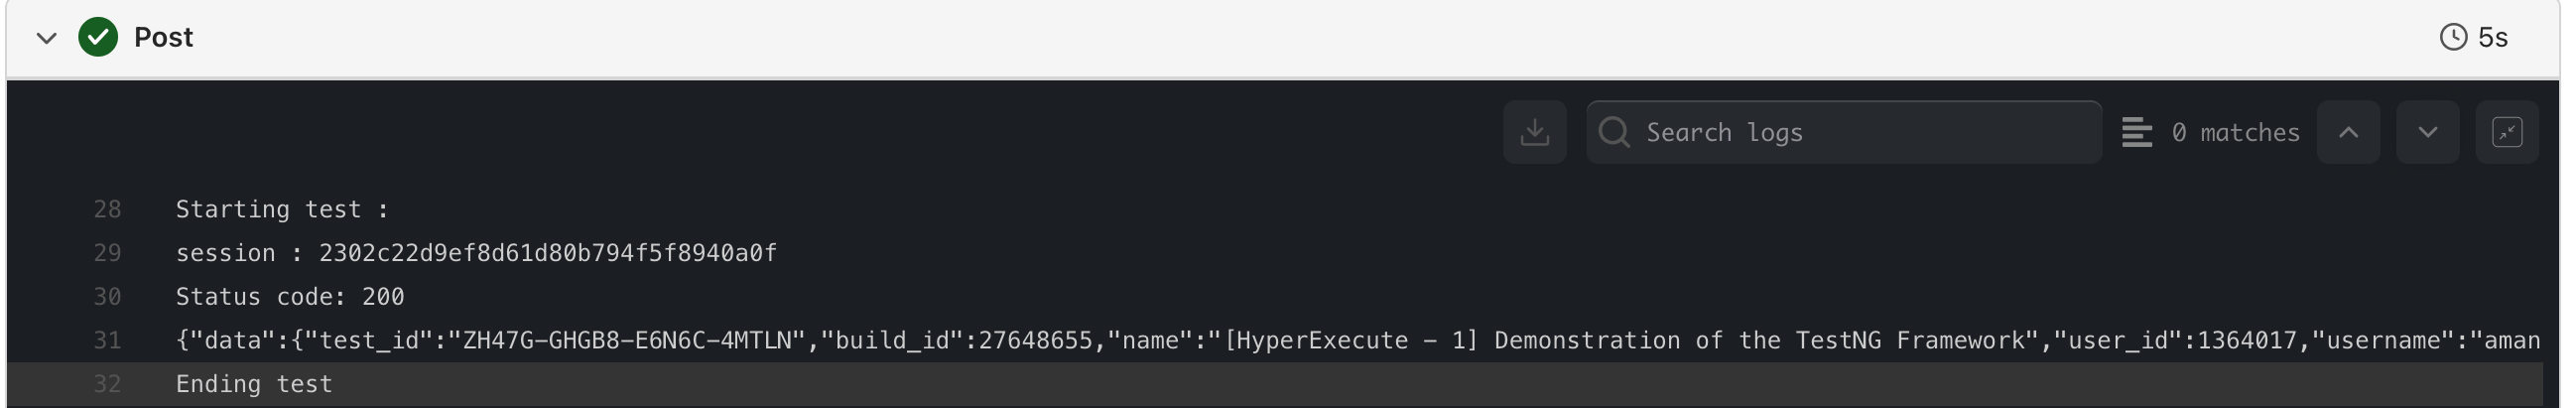 Post 5s
Search logs 0 matches
28 Starting test :
29 session : 2302c22d9ef8d61d80b794f5f8940a0f
30 Status code: 200
31 {"data":{"test_id":"ZH47G-GHGB8-E6N6C-4MTLN","build_id":27648655,"name":"[HyperExecute - 1] Demonstration of the TestNG Framework","user_id":1364017,"username":"aman
32 Ending test